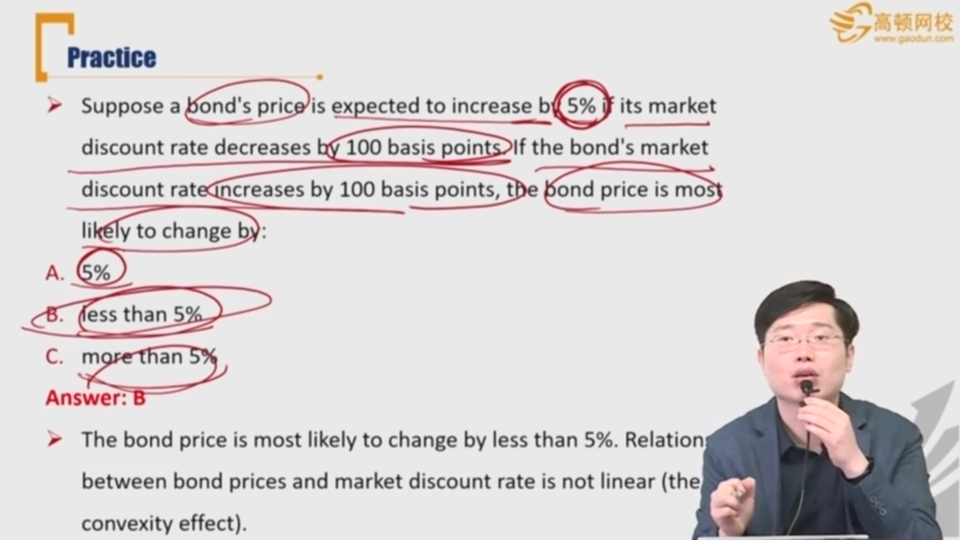 高顿网校
www.gaodun.com
Practice
Suppose a bond's price is expected to increase by 5% if its market
discount rate decreases by 100 basis points. If the bond's market
discount rate increases by 100 basis points, the bond price is most
likely to change by:
A. 5%
B. less than 5%
C. more than 5%
Answer: B
The bond price is most likely to change by less than 5%.
between bond prices and market discount rate is not linear (the
convexity effect).